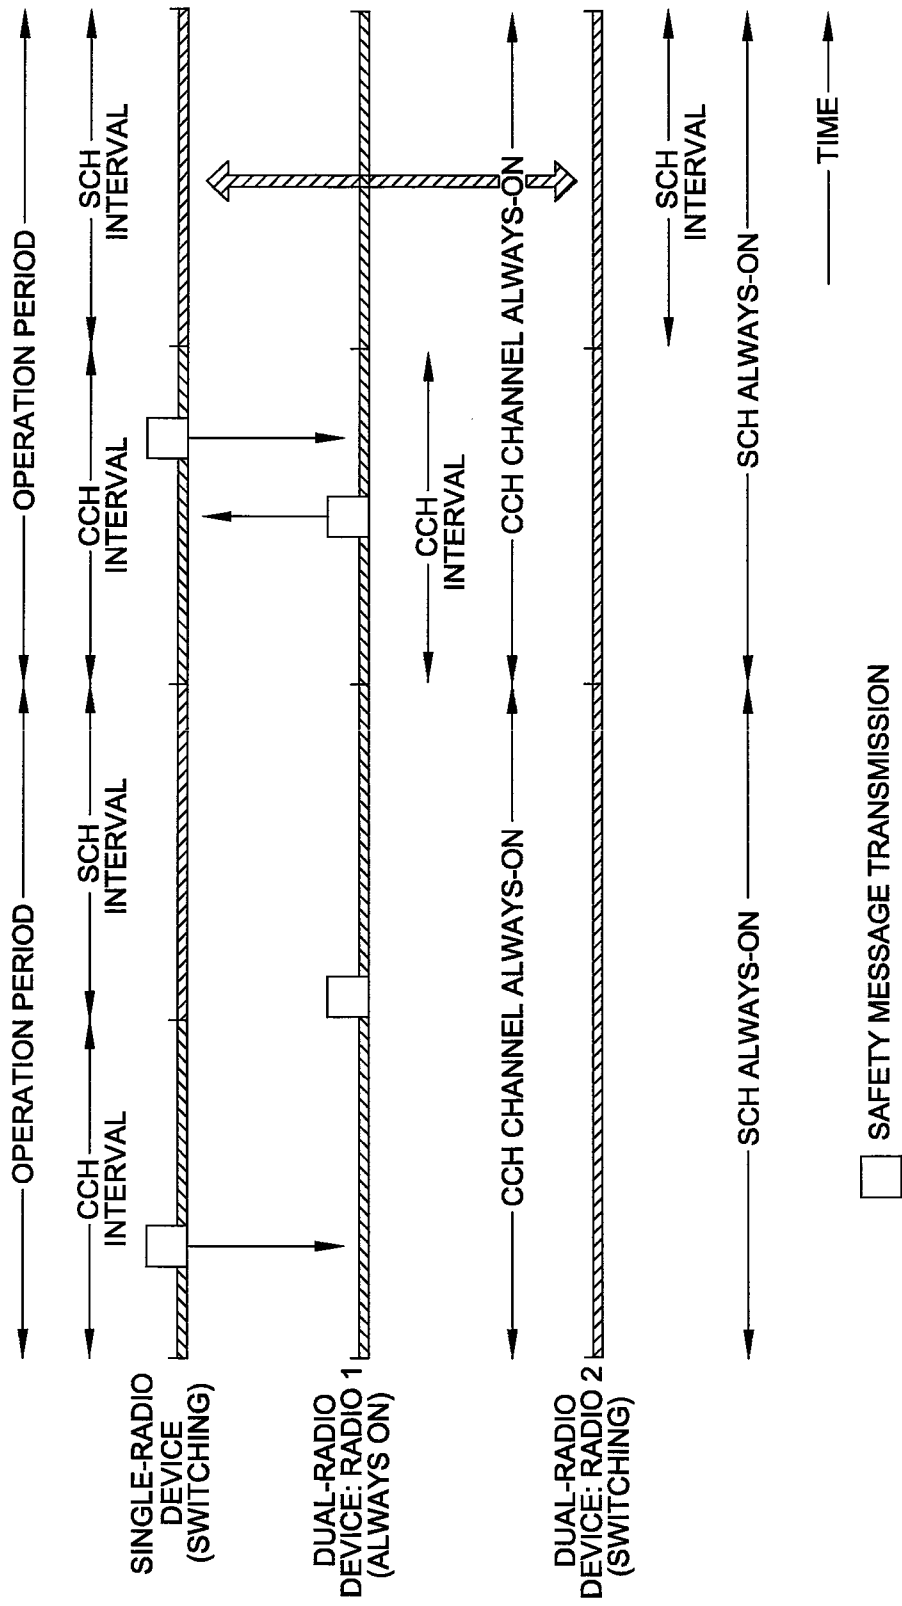 OPERATION PERIOD
OPERATION PERIOD
CCH
INTERVAL
SCH
INTERVAL
CCH
INTERVAL
SCH
INTERVAL
SINGLE-RADIO
DEVICE
(SWITCHING)
DUAL-RADIO
DEVICE: RADIO 1
(ALWAYS ON)
CCH
INTERVAL
CCH CHANNEL ALWAYS-ON
CCH CHANNEL ALWAYS-ON
DUAL-RADIO
DEVICE: RADIO 2
(SWITCHING)
SCH
INTERVAL
SCH ALWAYS-ON
SCH ALWAYS-ON
TIME
SAFETY MESSAGE TRANSMISSION